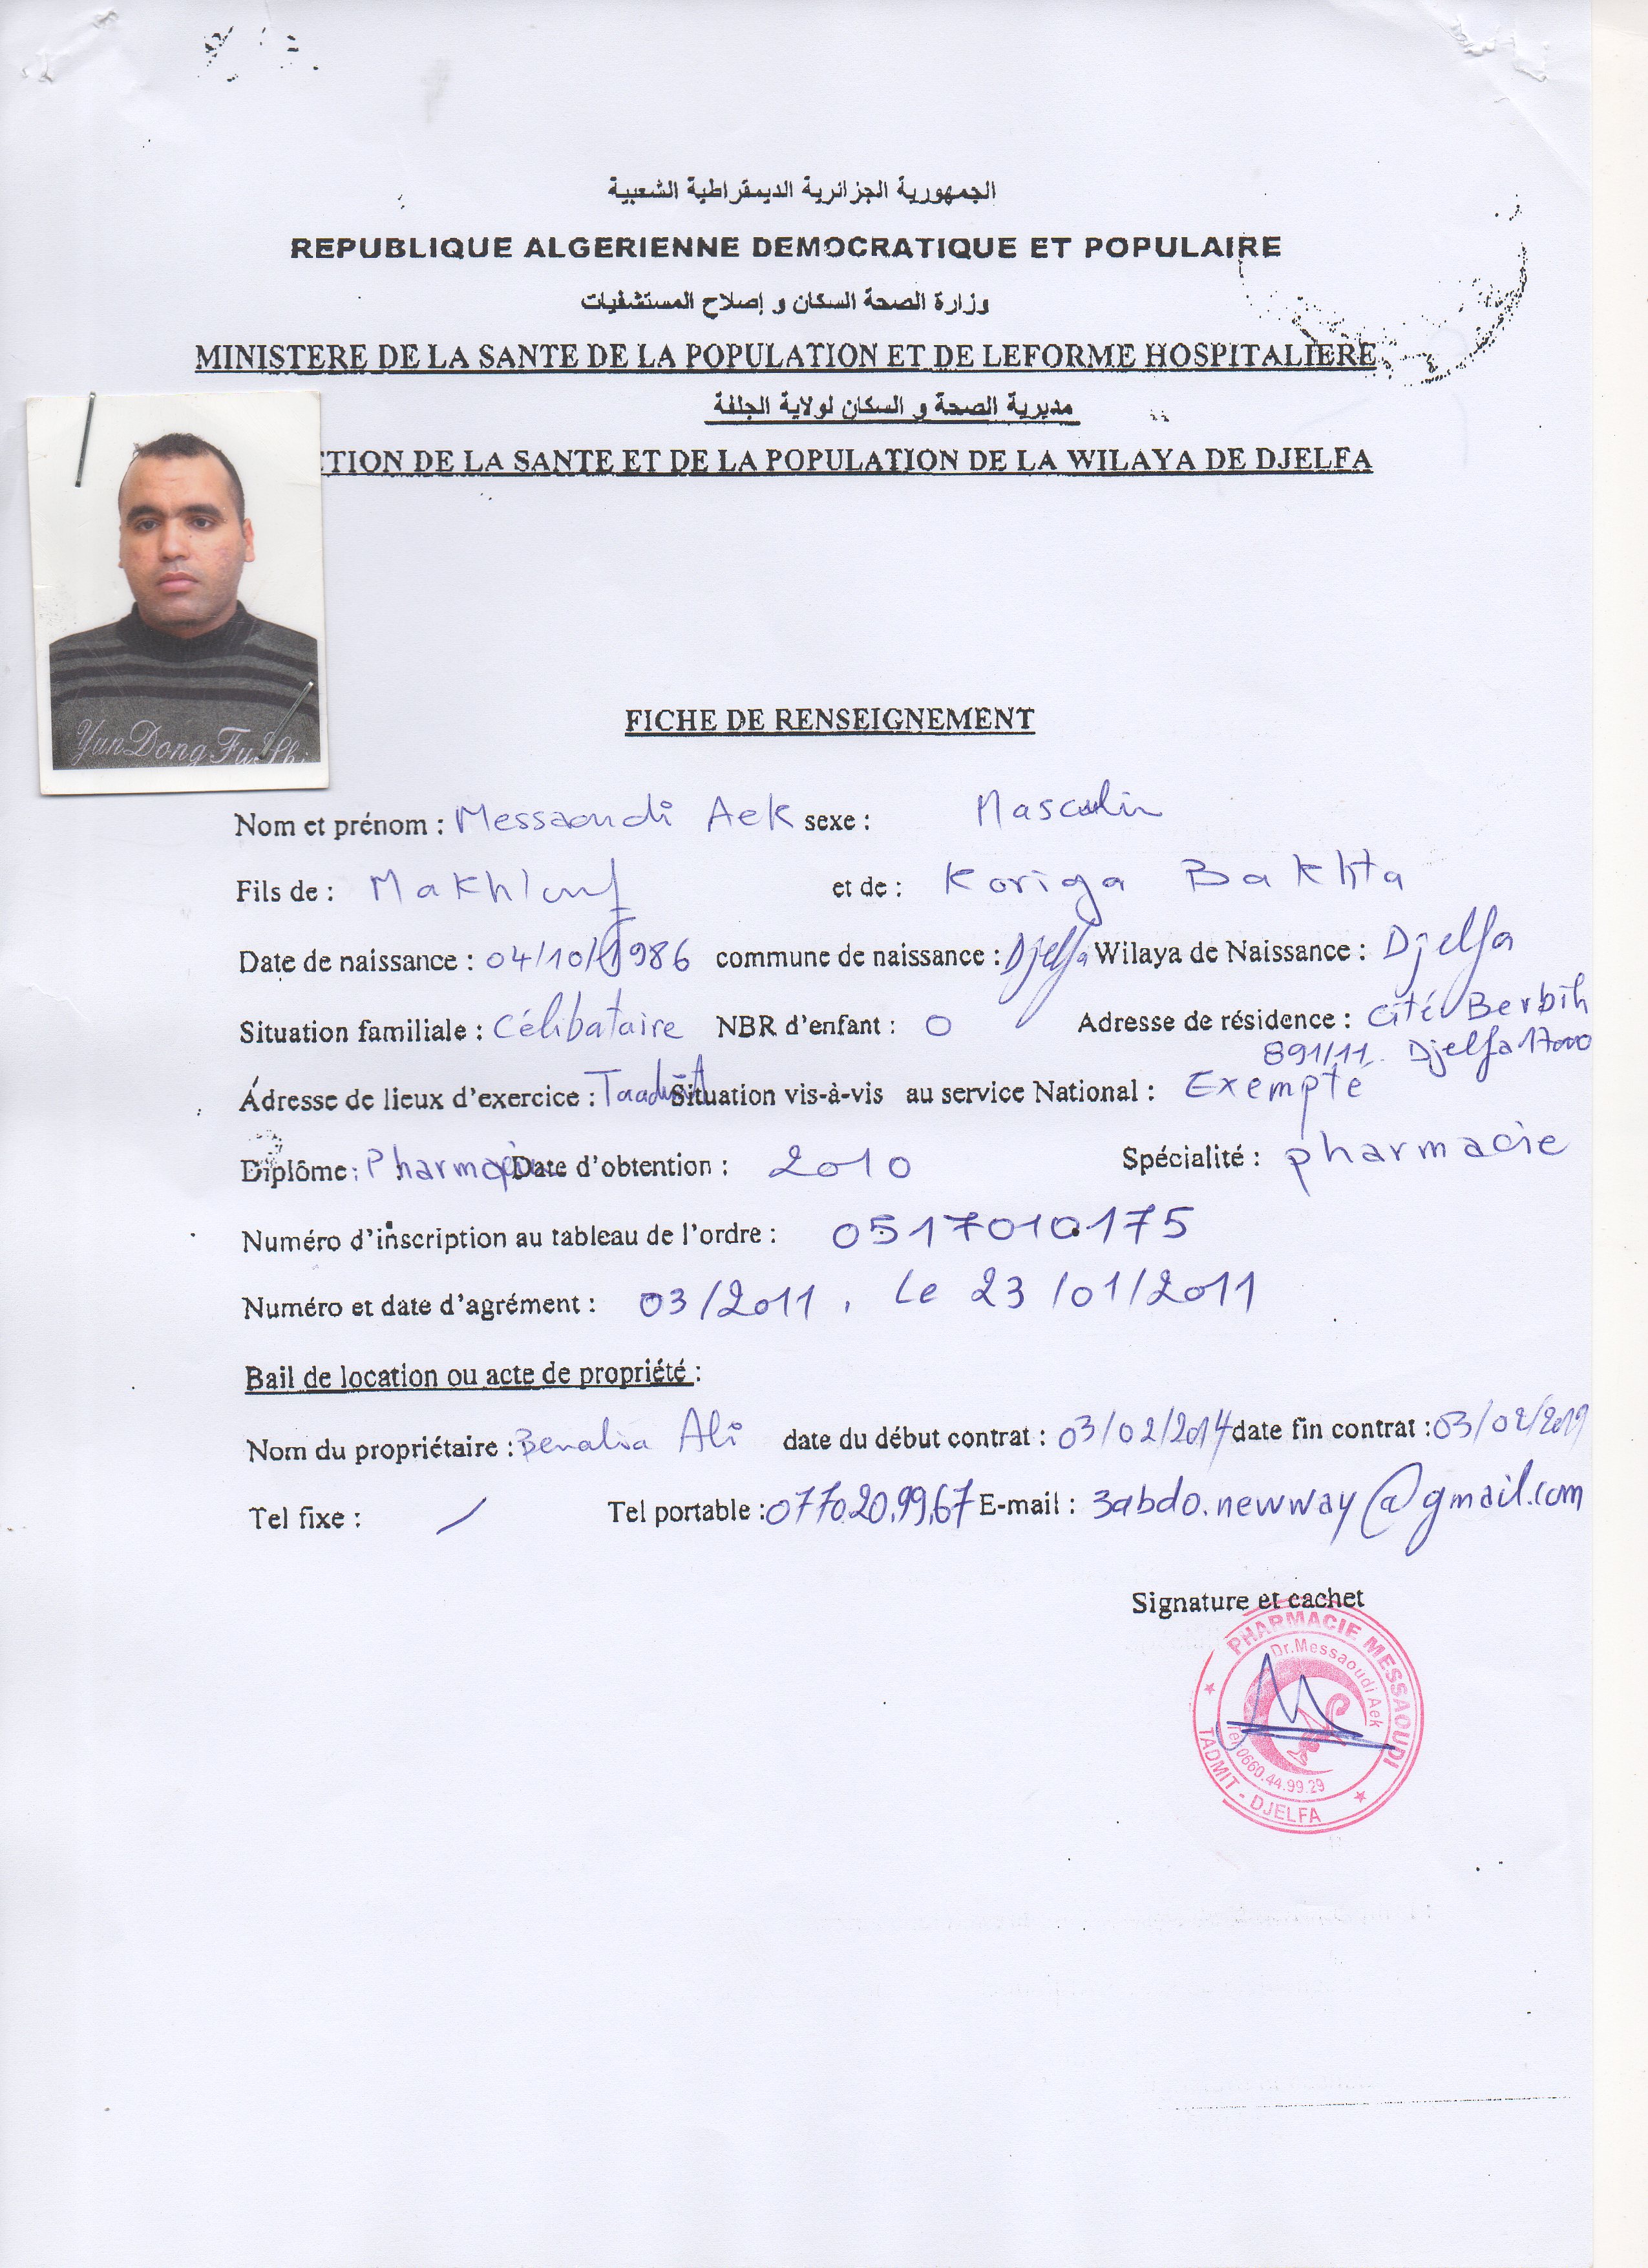 الجمهورية الجزائرية الديمقراطية الشعبية
REPUBLIQUE ALGERIENNE DEMOCRATIQUE ET POPULAIRE
وزارة الصحة السكان و إصلاح المستشفيات
MINISTERE DE LA SANTE DE LA POPULATION ET DE LEFORME HOSPITALIERE
مديرية الصحة و السكان لولاية الجلفة
CTION DE LA SANTE ET DE LA POPULATION DE LA WILAYA DE DJELFA
YunDongFuShi
FICHE DE RENSEIGNEMENT
Nom et prénom : Messaoudi Aek sexe : Masculin
Fils de : Makhlouf et de : Koriga Bakhta
Date de naissance : 04/10/1986 commune de naissance : Djelfa Wilaya de Naissance : Djelfa
Situation familiale : Célibataire NBR d'enfant : 0 Adresse de résidence : Cité Berbih
891/11. Djelfa 17000
Adresse de lieux d'exercice : Situation vis-à-vis au service National : Exempté
Diplôme : Pharmacie Date d'obtention : 2010 Spécialité : pharmacie
Numéro d'inscription au tableau de l'ordre : 0517010175
Numéro et date d'agrément : 03/2011, Le 23/01/2011
Bail de location ou acte de propriété :
Nom du propriétaire : Benalia Ali date du début contrat : 03/02/2014 date fin contrat : 03/02/2019
Tel fixe : / Tel portable : 0770.20.99.67 E-mail : 3abdo.newway@gmail.com
Signature et cachet
PHARMACIE MESSAOUDI
Dr.Messaoudi Aek
Tel 0660.44.99.29
TADMIT - DJELFA